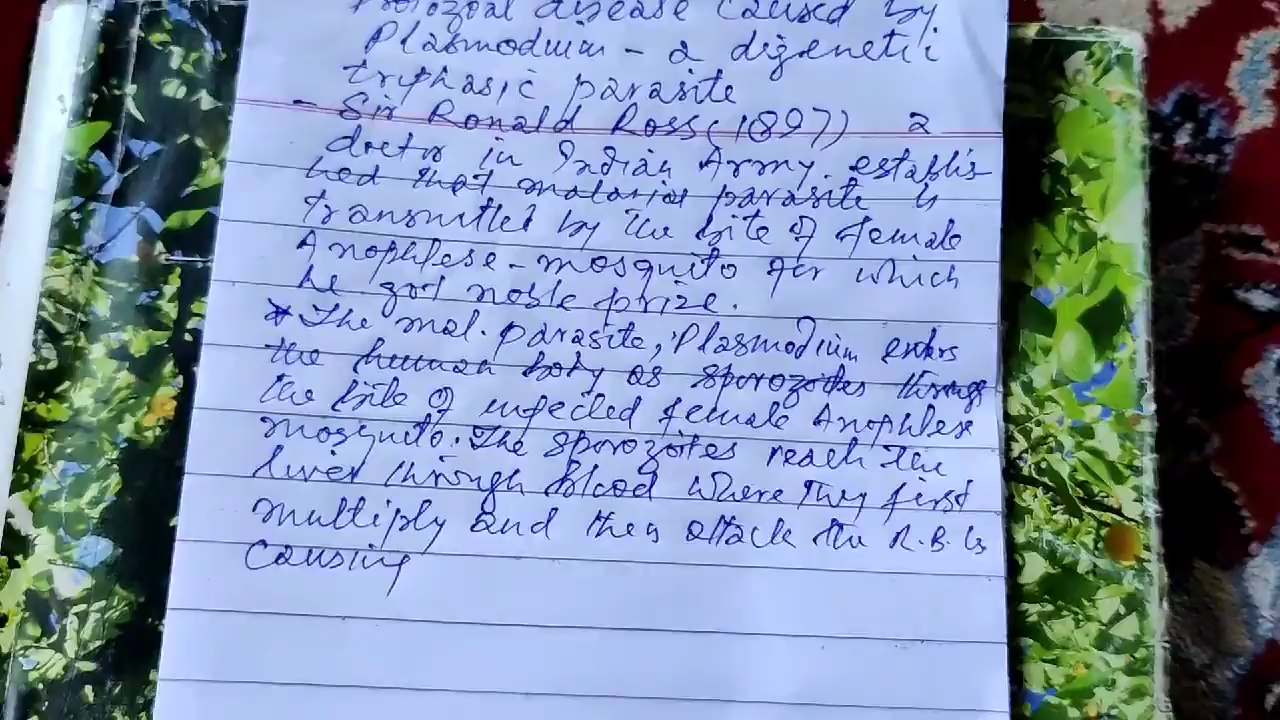 Protozoal disease caused by
Plasmodium - a digenetic
triphasic parasite
- Sir Ronald Ross (1897) a
doctor in Indian Army. establis
hed that malarial parasite is
transmitted by the bite of female
Anophlese - mosquito for which
he got noble prize.
* The mal. parasite, Plasmodium enters
the human body as sporozoites through
the bite of infected female Anophlese
mosquito. The sporozoites reach the
liver through blood where they first
multiply and then attack the R.B.Cs
causing